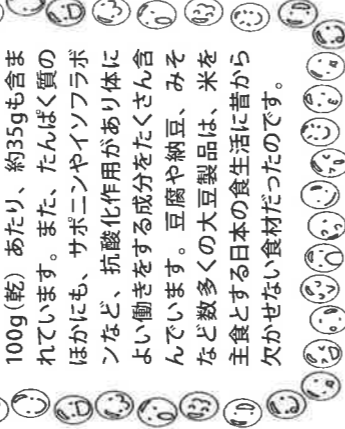 100g（乾）あたり、約35gも含ま
れています。また、たんぱく質の
ほかにも、サポニンやイソフラボ
ンなど、抗酸化作用があり体に
よい働きをする成分をたくさん含
んでいます。豆腐や納豆、みそ
など数多くの大豆製品は、米を
主食とする日本の食生活に昔から
欠かせない食材だったのです。